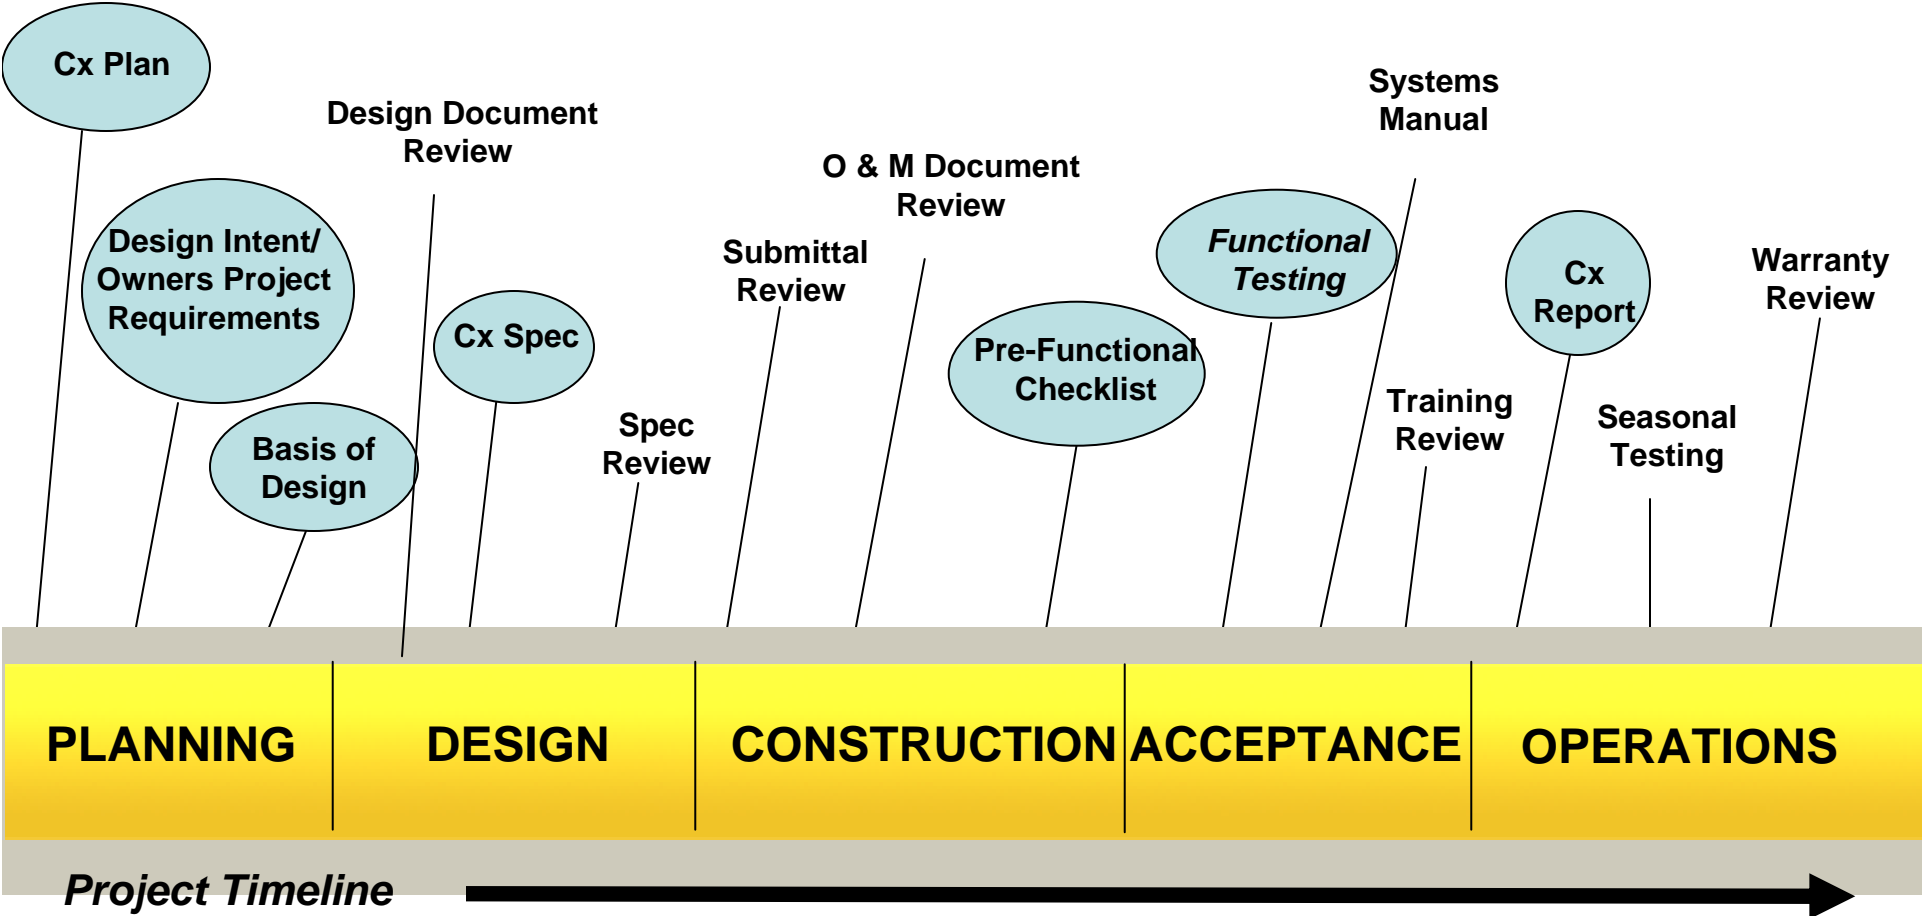 Cx Plan
Design Intent/
Owners Project
Requirements
Basis of
Design
Design Document
Review
Cx Spec
Spec
Review
Submittal
Review
O & M Document
Review
Pre-Functional
Checklist
Functional
Testing
Systems
Manual
Training
Review
Cx
Report
Seasonal
Testing
Warranty
Review
PLANNING
DESIGN
CONSTRUCTION
ACCEPTANCE
OPERATIONS
Project Timeline